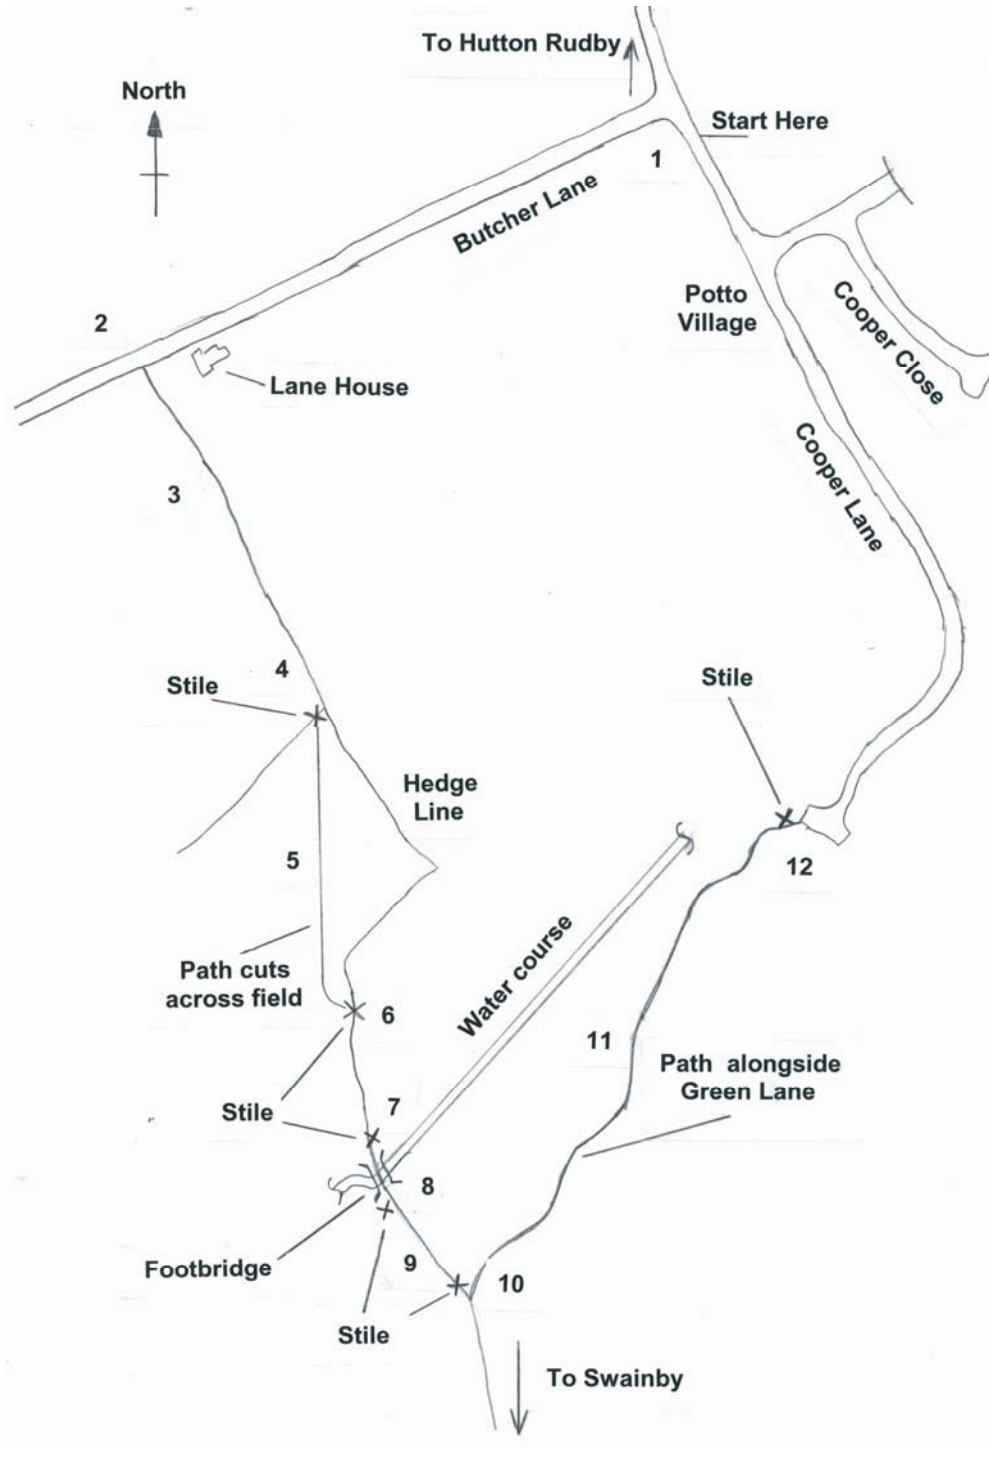 To Hutton Rudby
North
Start Here
1
Butcher Lane
2
Potto
Village
Cooper Close
Lane House
Cooper Lane
3
4
Stile
Stile
Hedge
Line
5
12
Path cuts
across field
Water course
6
11
Path alongside
Green Lane
Stile
7
8
Footbridge
9
10
Stile
To Swainby